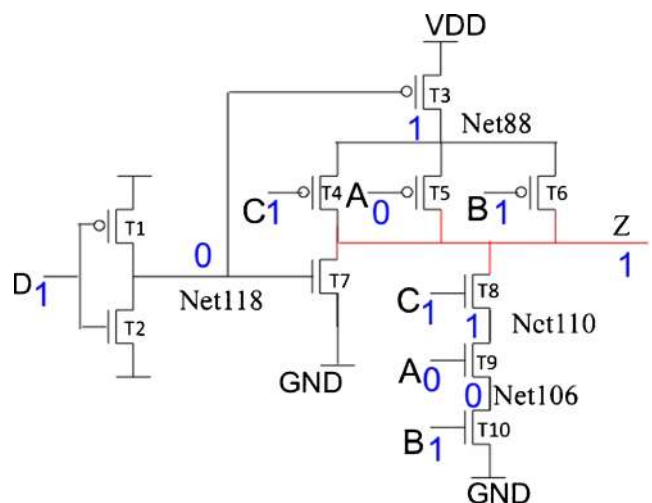 VDD
T3
1
Net88
C1
T4
A0
T5
B1
T6
T1
0
Z
1
D1
Net118
T7
T2
C1
T8
1
Nct110
GND
A0
T9
0
Net106
B1
T10
GND